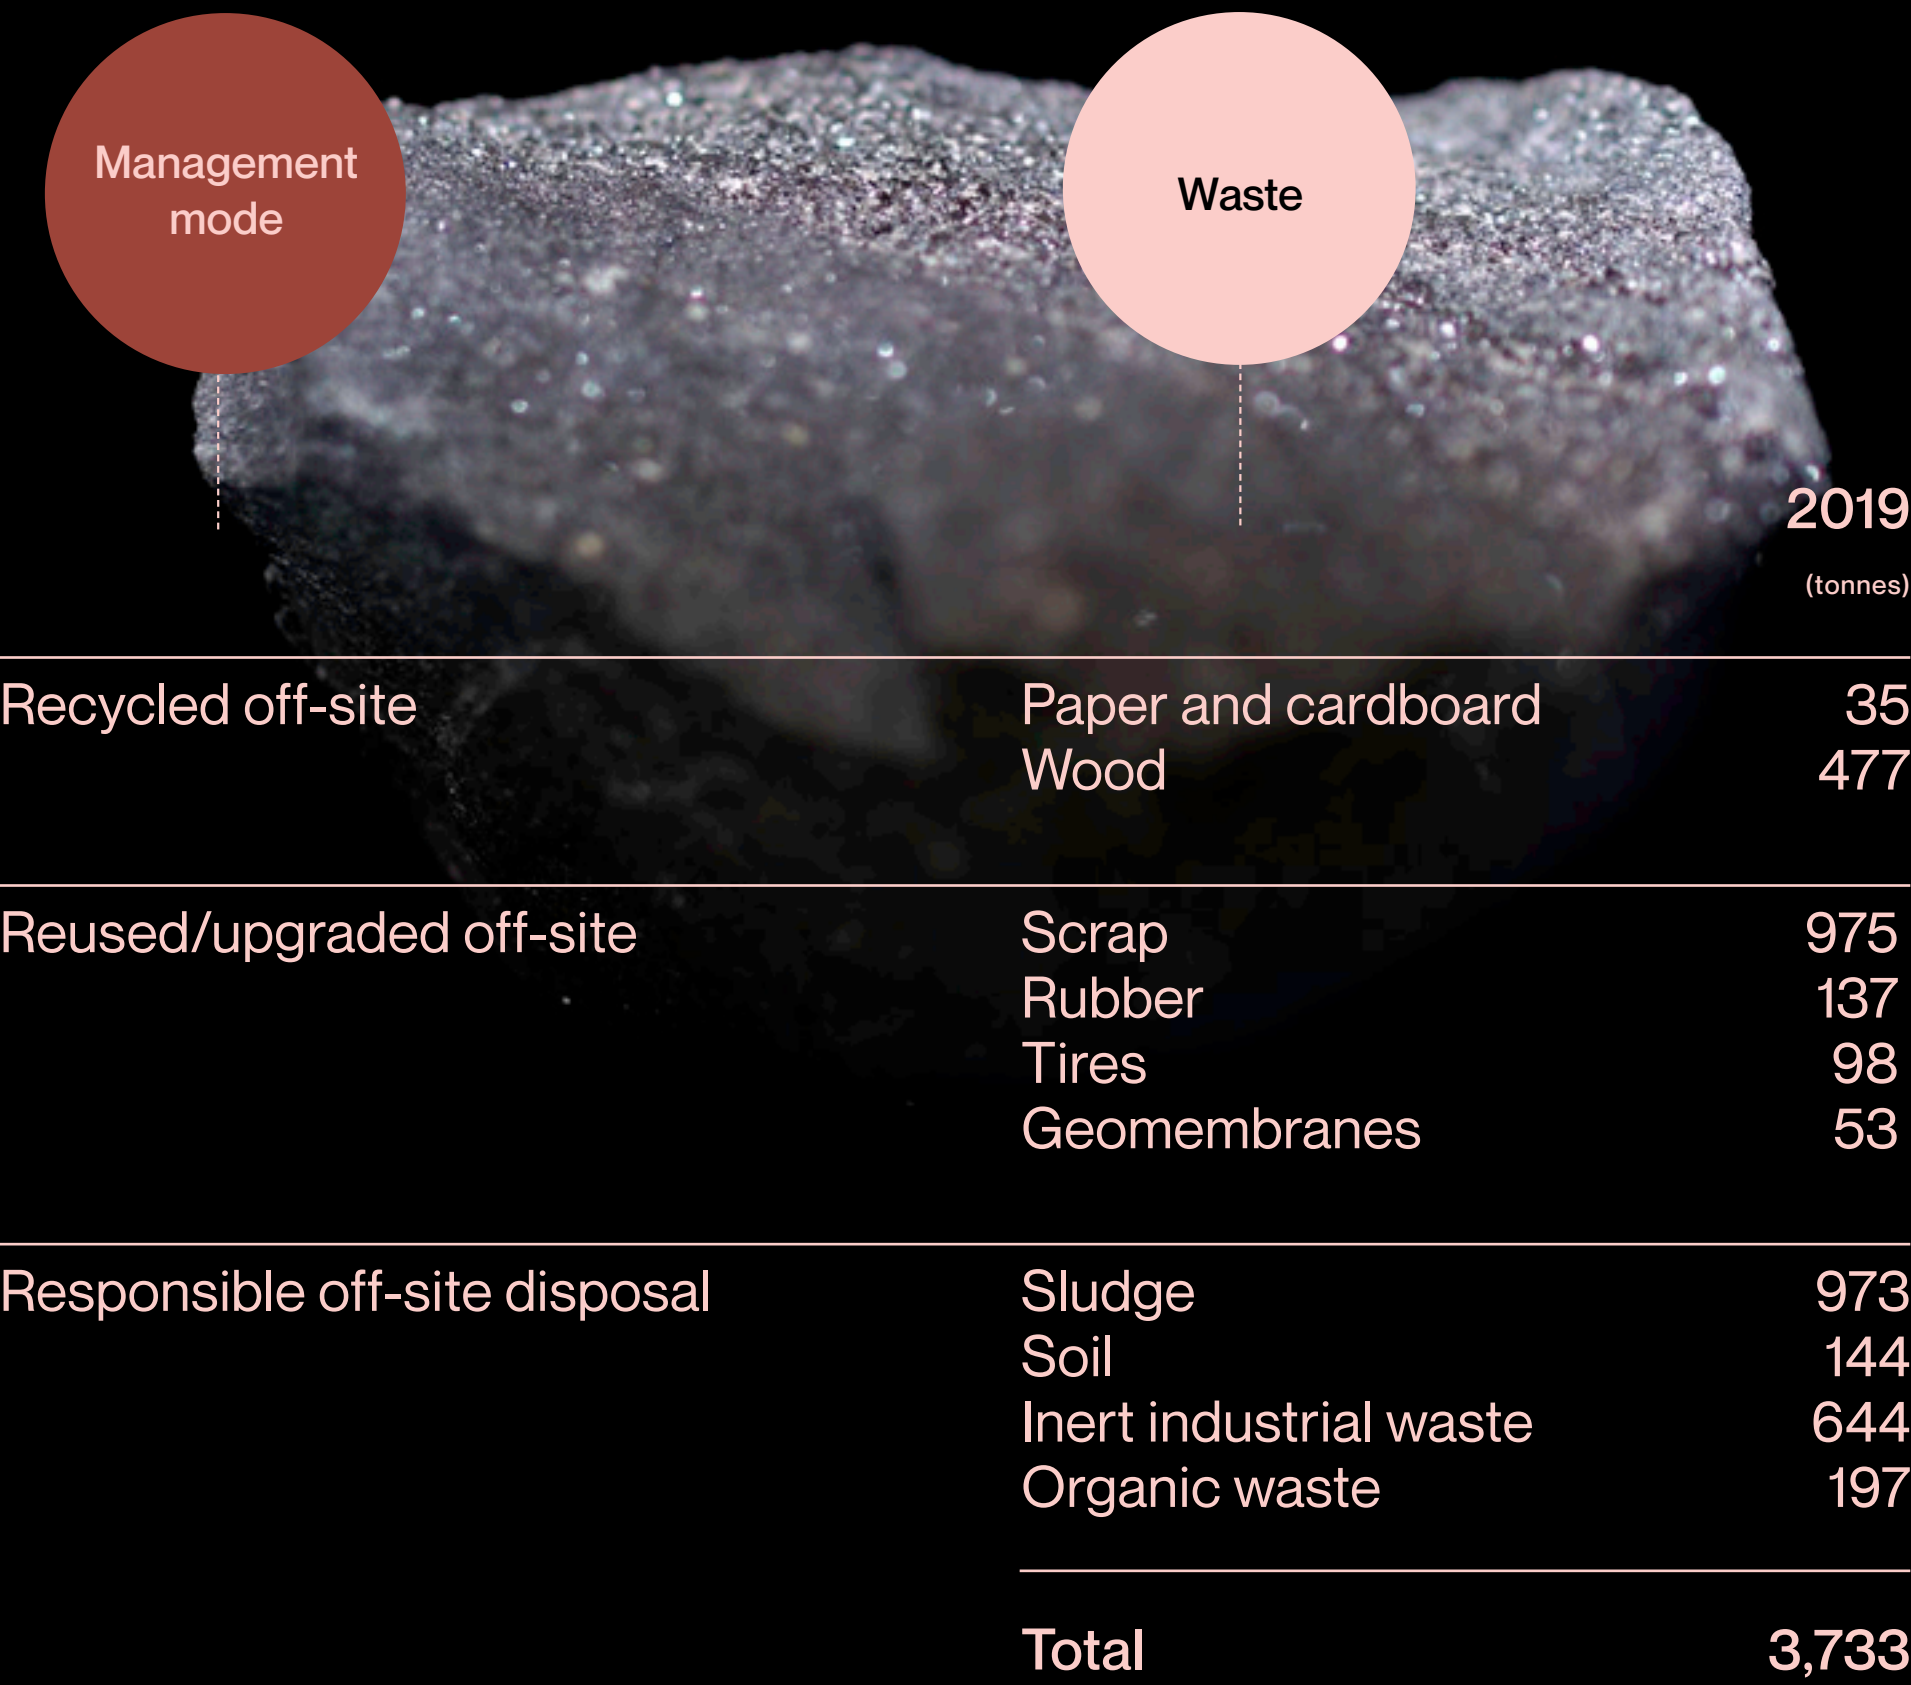 Management
mode
Waste
2019
(tonnes)
Recycled off-site Paper and cardboard 35
Wood 477
Reused/upgraded off-site Scrap 975
Rubber 137
Tires 98
Geomembranes 53
Responsible off-site disposal Sludge 973
Soil 144
Inert industrial waste 644
Organic waste 197
Total 3,733